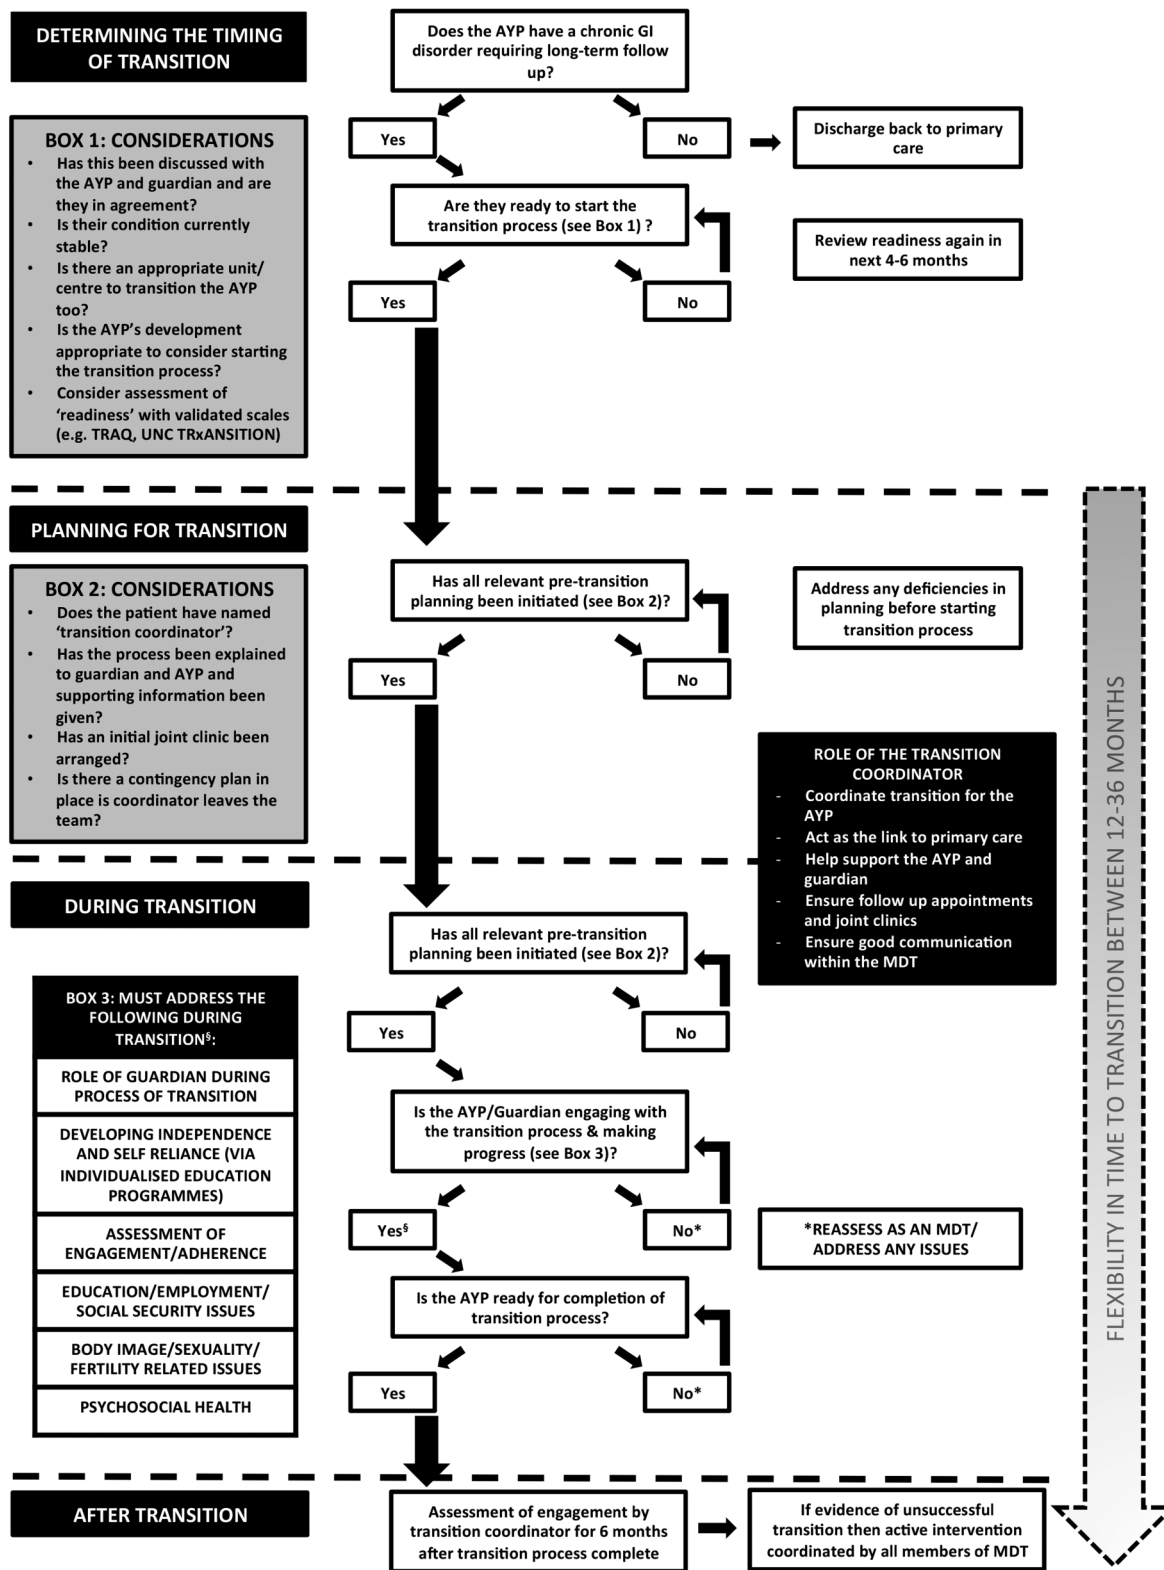 DETERMINING THE TIMING
OF TRANSITION
Does the AYP have a chronic GI
disorder requiring long-term follow
up?
Yes
No
Discharge back to primary
care
BOX 1: CONSIDERATIONS
• Has this been discussed with
the AYP and guardian and are
they in agreement?
• Is their condition currently
stable?
• Is there an appropriate unit/
centre to transition the AYP
too?
• Is the AYP’s development
appropriate to consider starting
the transition process?
• Consider assessment of
‘readiness’ with validated scales
(e.g. TRAQ, UNC TRxANSITION)
Are they ready to start the
transition process (see Box 1) ?
Review readiness again in
next 4-6 months
Yes
No
PLANNING FOR TRANSITION
BOX 2: CONSIDERATIONS
• Does the patient have named
‘transition coordinator’?
• Has the process been explained
to guardian and AYP and
supporting information been
given?
• Has an initial joint clinic been
arranged?
• Is there a contingency plan in
place is coordinator leaves the
team?
Has all relevant pre-transition
planning been initiated (see Box 2)?
Address any deficiencies in
planning before starting
transition process
Yes
No
ROLE OF THE TRANSITION
COORDINATOR
- Coordinate transition for the
AYP
- Act as the link to primary care
- Help support the AYP and
guardian
- Ensure follow up appointments
and joint clinics
- Ensure good communication
within the MDT
FLEXIBILITY IN TIME TO TRANSITION BETWEEN 12-36 MONTHS
DURING TRANSITION
Has all relevant pre-transition
planning been initiated (see Box 2)?
Yes
No
BOX 3: MUST ADDRESS THE
FOLLOWING DURING
TRANSITION§:
ROLE OF GUARDIAN DURING
PROCESS OF TRANSITION
DEVELOPING INDEPENDENCE
AND SELF RELIANCE (VIA
INDIVIDUALISED EDUCATION
PROGRAMMES)
ASSESSMENT OF
ENGAGEMENT/ADHERENCE
EDUCATION/EMPLOYMENT/
SOCIAL SECURITY ISSUES
BODY IMAGE/SEXUALITY/
FERTILITY RELATED ISSUES
PSYCHOSOCIAL HEALTH
Is the AYP/Guardian engaging with
the transition process & making
progress (see Box 3)?
Yes§
No*
*REASSESS AS AN MDT/
ADDRESS ANY ISSUES
Is the AYP ready for completion of
transition process?
Yes
No*
AFTER TRANSITION
Assessment of engagement by
transition coordinator for 6 months
after transition process complete
If evidence of unsuccessful
transition then active intervention
coordinated by all members of MDT